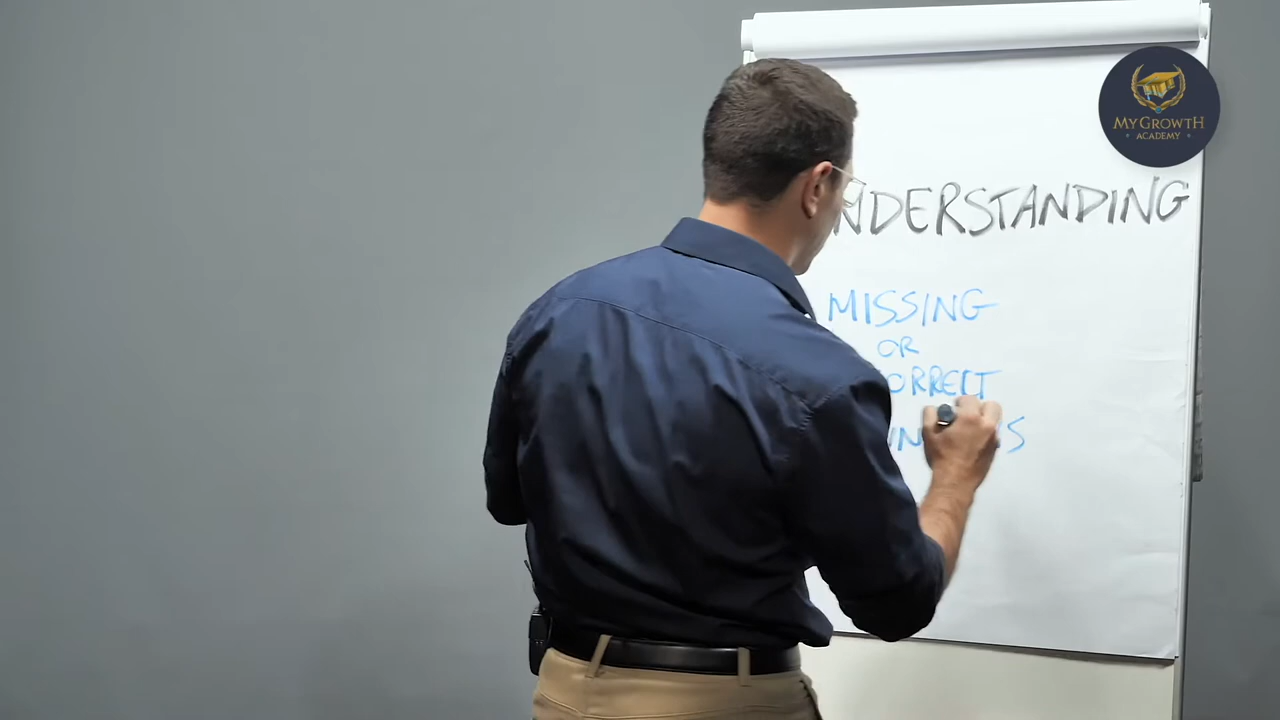 MY GROWTH
ACADEMY
NDERSTANDING
MISSING
OR
ORRECT